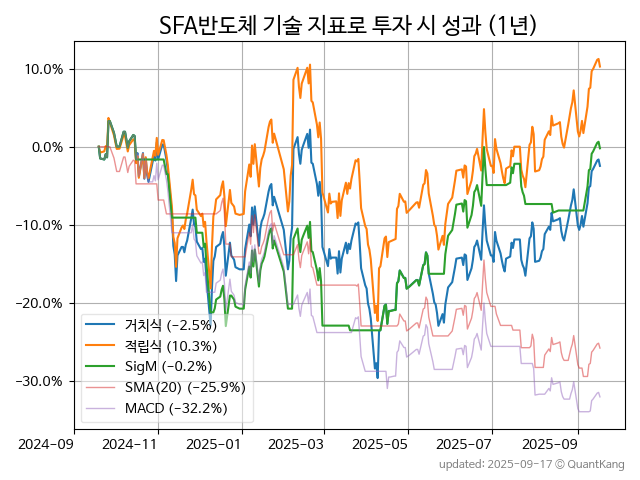 SFA반도체 기술 지표로 투자 시 성과 (1년)
10.0%
0.0%
−10.0%
−20.0%
−30.0%
거치식 (−2.5%)
적립식 (10.3%)
SigM (−0.2%)
SMA(20) (−25.9%)
MACD (−32.2%)
2024-09 2024-11 2025-01 2025-03 2025-05 2025-07 2025-09
updated: 2025-09-17 © QuantKang